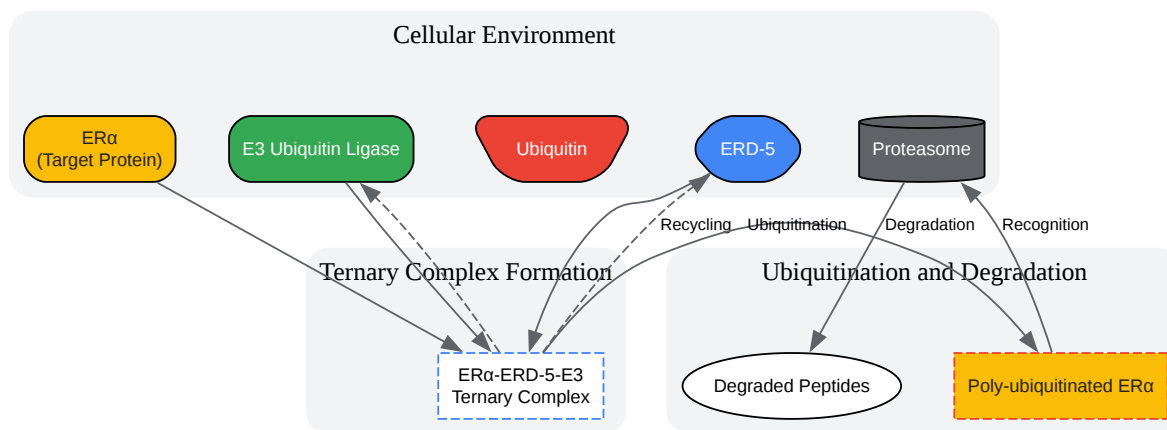 Cellular Environment
ERα
(Target Protein)
E3 Ubiquitin Ligase
Ubiquitin
ERD-5
Proteasome
Recycling
Ubiquitination
Degradation
Recognition
Ternary Complex Formation
Ubiquitination and Degradation
ERα-ERD-5-E3
Ternary Complex
Degraded Peptides
Poly-ubiquitinated ERα